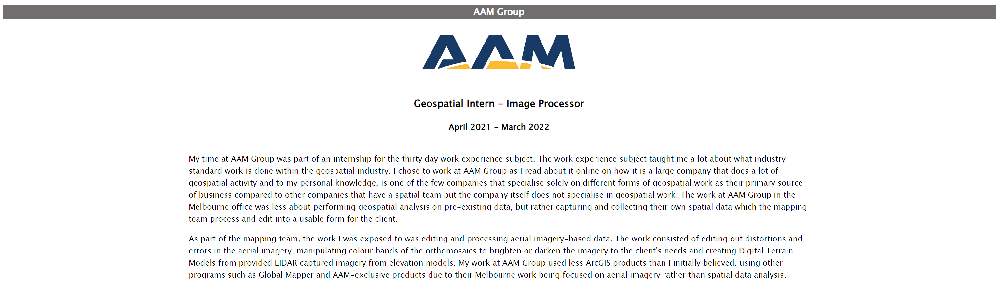 AAM Group
AAM
Geospatial Intern - Image Processor
April 2021 - March 2022
My time at AAM Group was part of an internship for the thirty day work experience subject. The work experience subject taught me a lot about what industry
standard work is done within the geospatial industry. I chose to work at AAM Group as I read about it online on how it is a large company that does a lot of
geospatial activity and to my personal knowledge, is one of the few companies that specialise solely on different forms of geospatial work as their primary source
of business compared to other companies that have a spatial team but the company itself does not specialise in geospatial work. The work at AAM Group in the
Melbourne office was less about performing geospatial analysis on pre-existing data, but rather capturing and collecting their own spatial data which the mapping
team process and edit into a usable form for the client.
As part of the mapping team, the work I was exposed to was editing and processing aerial imagery-based data. The work consisted of editing out distortions and
errors in the aerial imagery, manipulating colour bands of the orthomosaics to brighten or darken the imagery to the client's needs and creating Digital Terrain
Models from provided LIDAR captured imagery from elevation models. My work at AAM Group used less ArcGIS products than I initially believed, using other
programs such as Global Mapper and AAM-exclusive products due to their Melbourne work being focused on aerial imagery rather than spatial data analysis.